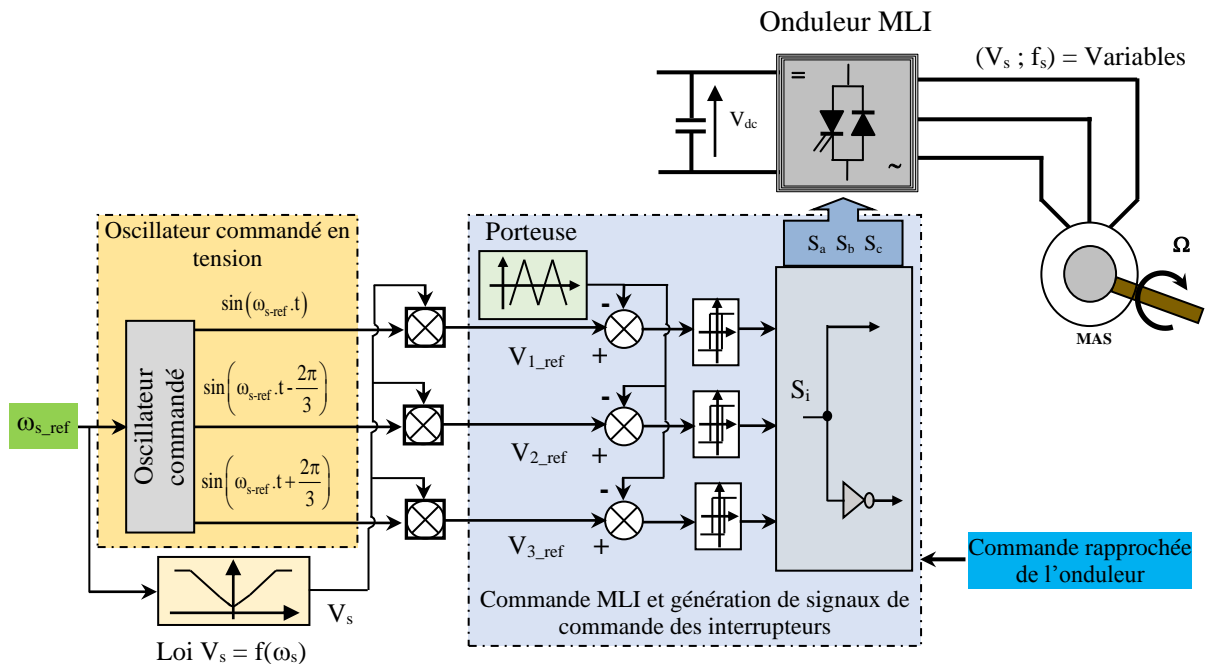 Onduleur MLI
(Vs ; fs) = Variables
=
Vdc
~
Oscillateur commandé en
tension
Porteuse
Sa Sb Sc
Ω
MAS
sin(ωs-ref .t)
-
+
V1_ref
Oscillateur
commandé
sin(ωs-ref .t - 2π/3)
-
Si
ωs_ref
+
V2_ref
sin(ωs-ref .t + 2π/3)
-
+
V3_ref
Commande rapprochée
de l’onduleur
Vs
Commande MLI et génération de signaux de
commande des interrupteurs
Loi Vs = f(ωs)